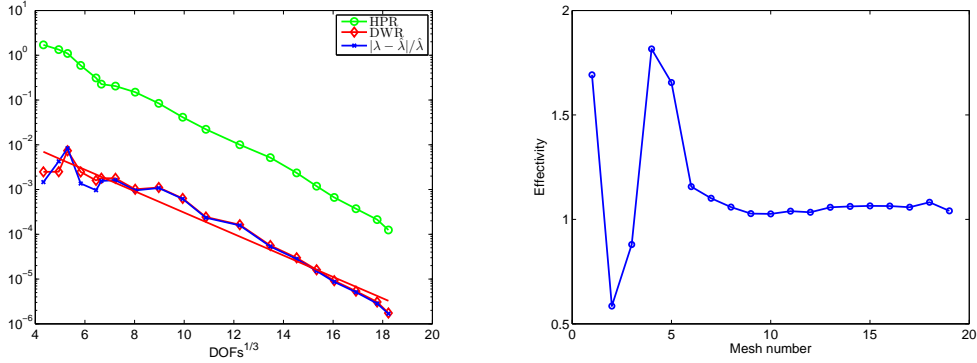 10^1
10^0
10^-1
10^-2
10^-3
10^-4
10^-5
10^-6
4 6 8 10 12 14 16 18 20
DOFs^1/3
HPR
DWR
|λ − λ̂|/λ̂
2
1.5
1
0.5
0 5 10 15 20
Mesh number
Effectivity